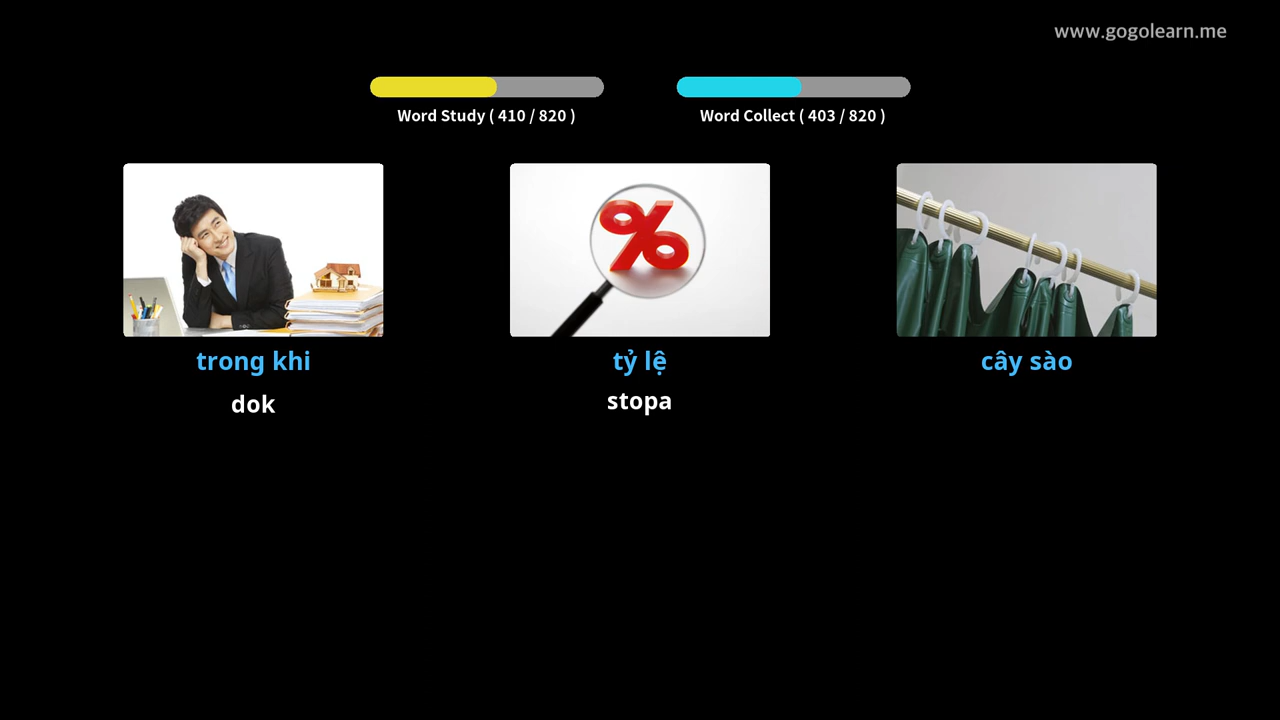 www.gogolearn.me
Word Study ( 410 / 820 )
Word Collect ( 403 / 820 )
trong khi
tỷ lệ
cây sào
dok
stopa